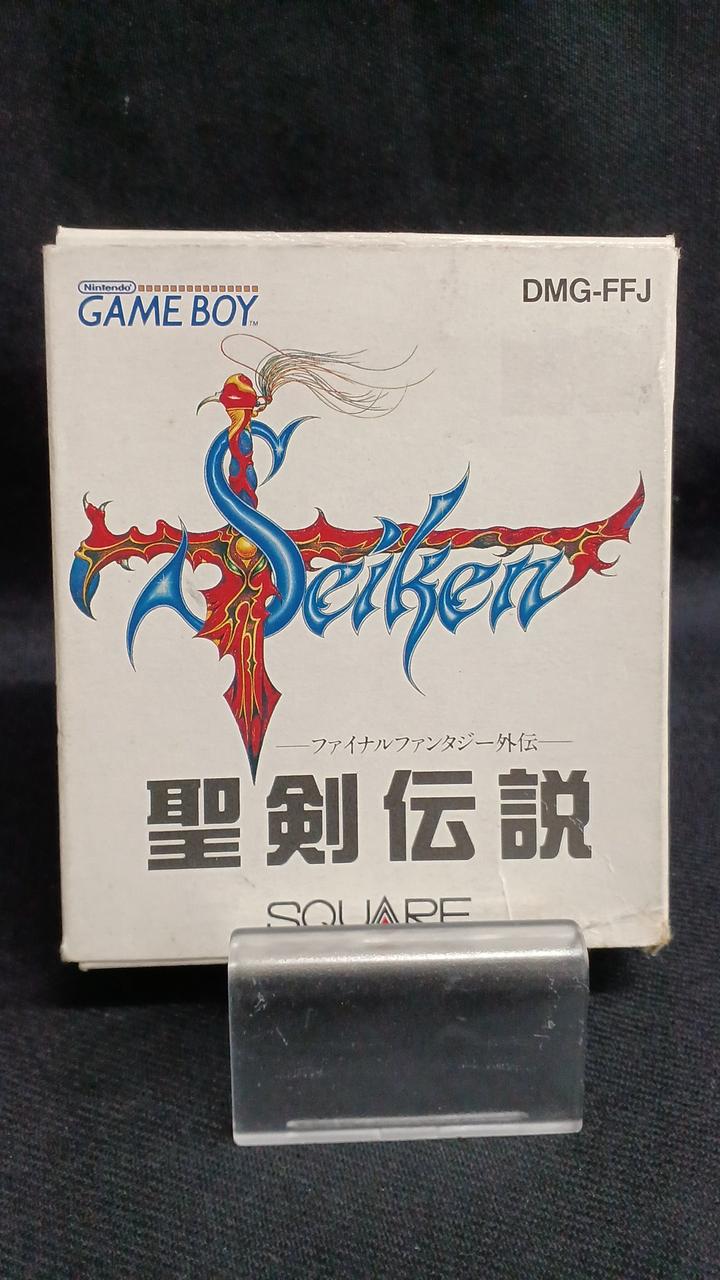 Nintendo
GAME BOY™
DMG-FFJ
Seiken
—ファイナルファンタジー外伝—
聖剣伝説
SQUARE